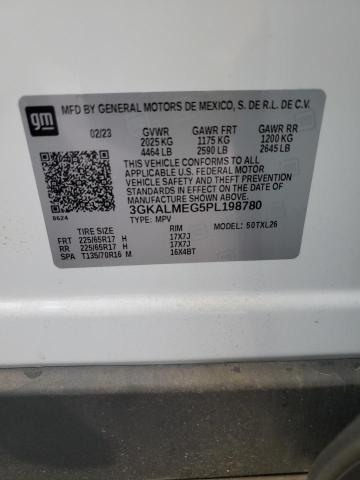 gm
MFD BY GENERAL MOTORS DE MEXICO, S. DE R.L. DE C.V.
02/23 GVWR GAWR FRT GAWR RR
2025 KG 1175 KG 1200 KG
4464 LB 2590 LB 2645 LB
THIS VEHICLE CONFORMS TO ALL
APPLICABLE U.S. FEDERAL MOTOR VEHICLE
SAFETY, BUMPER, AND THEFT PREVENTION
STANDARDS IN EFFECT ON THE DATE
OF MANUFACTURE SHOWN ABOVE.
3GKALMEG5PL198780
0624 TYPE: MPV MODEL: 50TXL26
TIRE SIZE RIM
FRT 225/65R17 H 17X7J
RR 225/65R17 H 17X7J
SPA T135/70R16 M 16X4BT